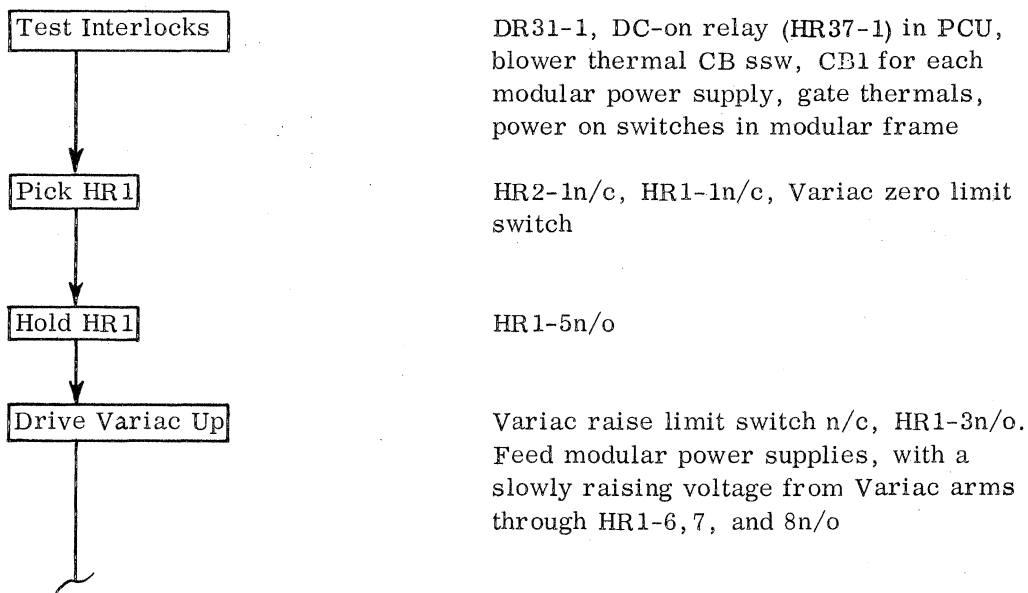 Test Interlocks
DR31-1, DC-on relay (HR37-1) in PCU,
blower thermal CB ssw, CB1 for each
modular power supply, gate thermals,
power on switches in modular frame
Pick HR1
HR2-1n/c, HR1-1n/c, Variac zero limit
switch
Hold HR1
HR1-5n/o
Drive Variac Up
Variac raise limit switch n/c, HR1-3n/o.
Feed modular power supplies, with a
slowly raising voltage from Variac arms
through HR1-6,7, and 8n/o